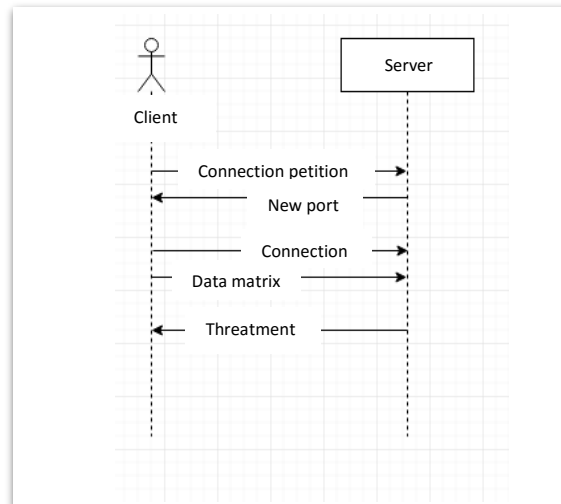 Server
Client
Connection petition
New port
Connection
Data matrix
Threatment